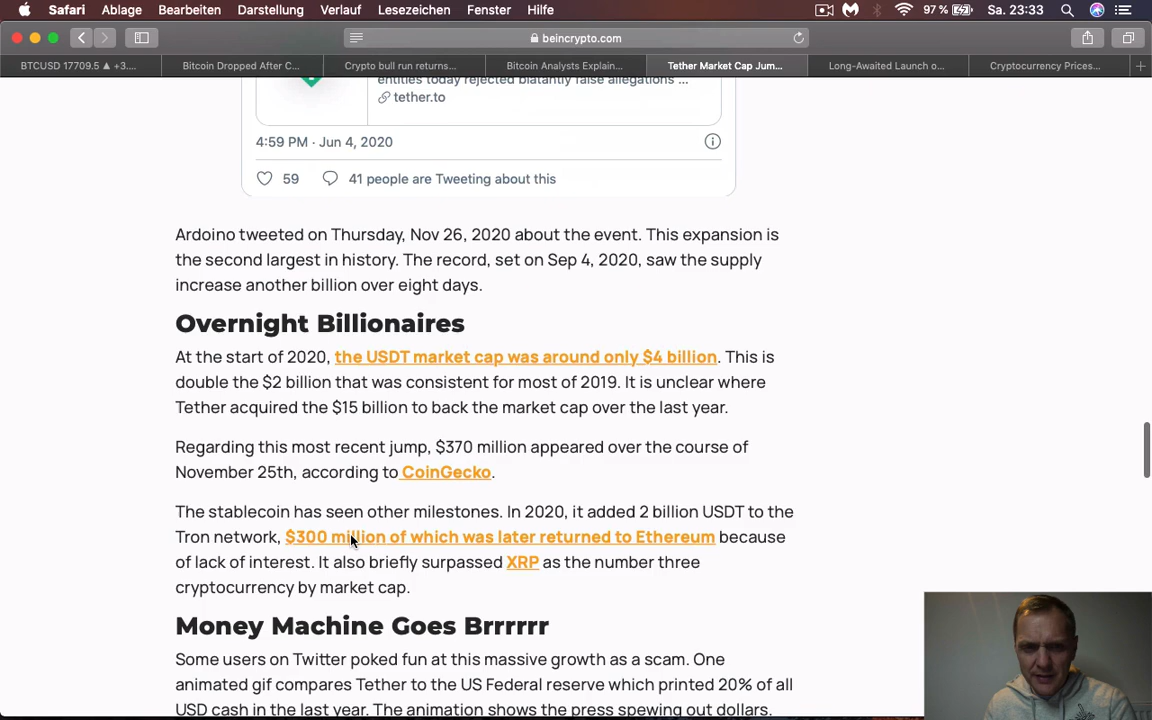 Safari Ablage Bearbeiten Darstellung Verlauf Lesezeichen Fenster Hilfe 97 % Sa. 23:33
beincrypto.com
BTCUSD 17709.5 ▲ +3.... Bitcoin Dropped After C... Crypto bull run returns... Bitcoin Analysts Explain... Tether Market Cap Jum... Long-Awaited Launch o... Cryptocurrency Prices...
entities today rejected blatantly false allegations ...
tether.to
4:59 PM · Jun 4, 2020
59 41 people are Tweeting about this
Ardoino tweeted on Thursday, Nov 26, 2020 about the event. This expansion is
the second largest in history. The record, set on Sep 4, 2020, saw the supply
increase another billion over eight days.
Overnight Billionaires
At the start of 2020, the USDT market cap was around only $4 billion. This is
double the $2 billion that was consistent for most of 2019. It is unclear where
Tether acquired the $15 billion to back the market cap over the last year.
Regarding this most recent jump, $370 million appeared over the course of
November 25th, according to CoinGecko.
The stablecoin has seen other milestones. In 2020, it added 2 billion USDT to the
Tron network, $300 million of which was later returned to Ethereum because
of lack of interest. It also briefly surpassed XRP as the number three
cryptocurrency by market cap.
Money Machine Goes Brrrrrr
Some users on Twitter poked fun at this massive growth as a scam. One
animated gif compares Tether to the US Federal reserve which printed 20% of all
USD cash in the last year. The animation shows the press spewing out dollars.